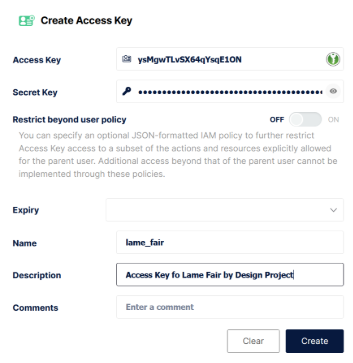 Create Access Key
Access Key
ysMgwTLvSX64qYsqE1ON
Secret Key
••••••••••••••••••••••••••••••••••••••••
Restrict beyond user policy
OFF ON
You can specify an optional JSON-formatted IAM policy to further restrict
Access Key access to a subset of the actions and resources explicitly allowed
for the parent user. Additional access beyond that of the parent user cannot be
implemented through these policies.
Expiry
Name
lame_fair
Description
Access Key fo Lame Fair by Design Project
Comments
Enter a comment
Clear Create